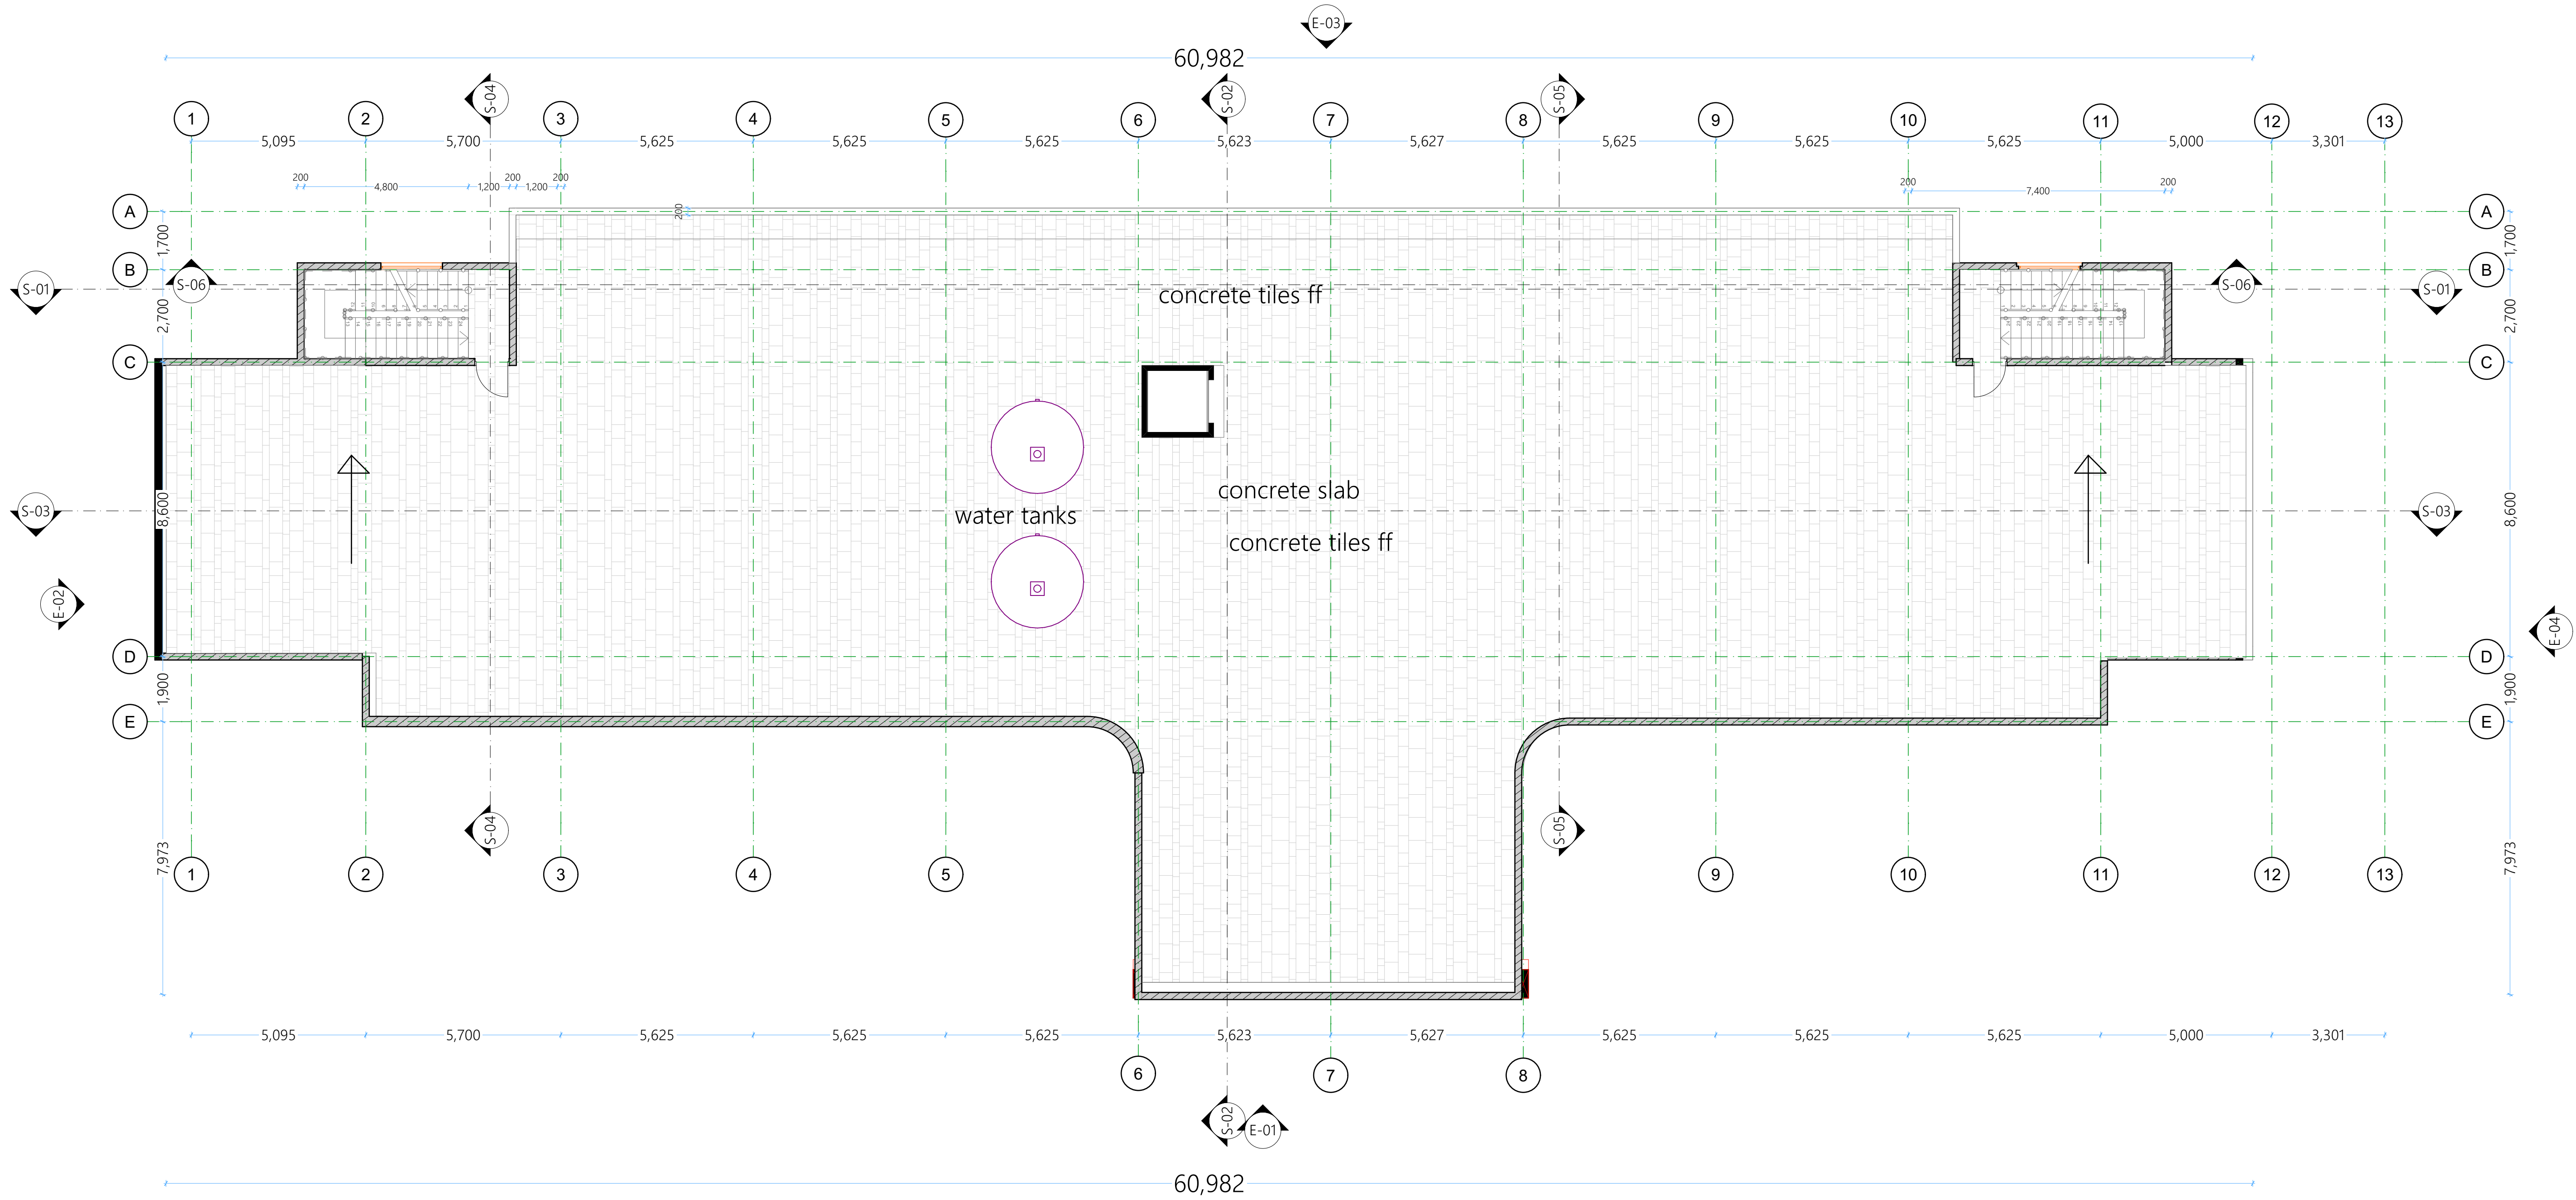 E-03
60,982
S-04
S-02
S-05
1 2 3 4 5 6 7 8 9 10 11 12 13
5,095 5,700 5,625 5,625 5,625 5,623 5,627 5,625 5,625 5,625 5,000 3,301
200 4,800 1,200 200 1,200 200
200 7,400 200
A 200 A
1,700 1,700
B B
S-01 S-06 S-06 S-01
concrete tiles ff
2,700 2,700
C C
concrete slab
S-03 8,600 water tanks 8,600 S-03
concrete tiles ff
E-02 E-04
D D
1,900 1,900
E E
S-04 S-05
7,973 7,973
1 2 3 4 5 9 10 11 12 13
5,095 5,700 5,625 5,625 5,625 5,623 5,627 5,625 5,625 5,625 5,000 3,301
6 7 8
S-02 E-01
60,982